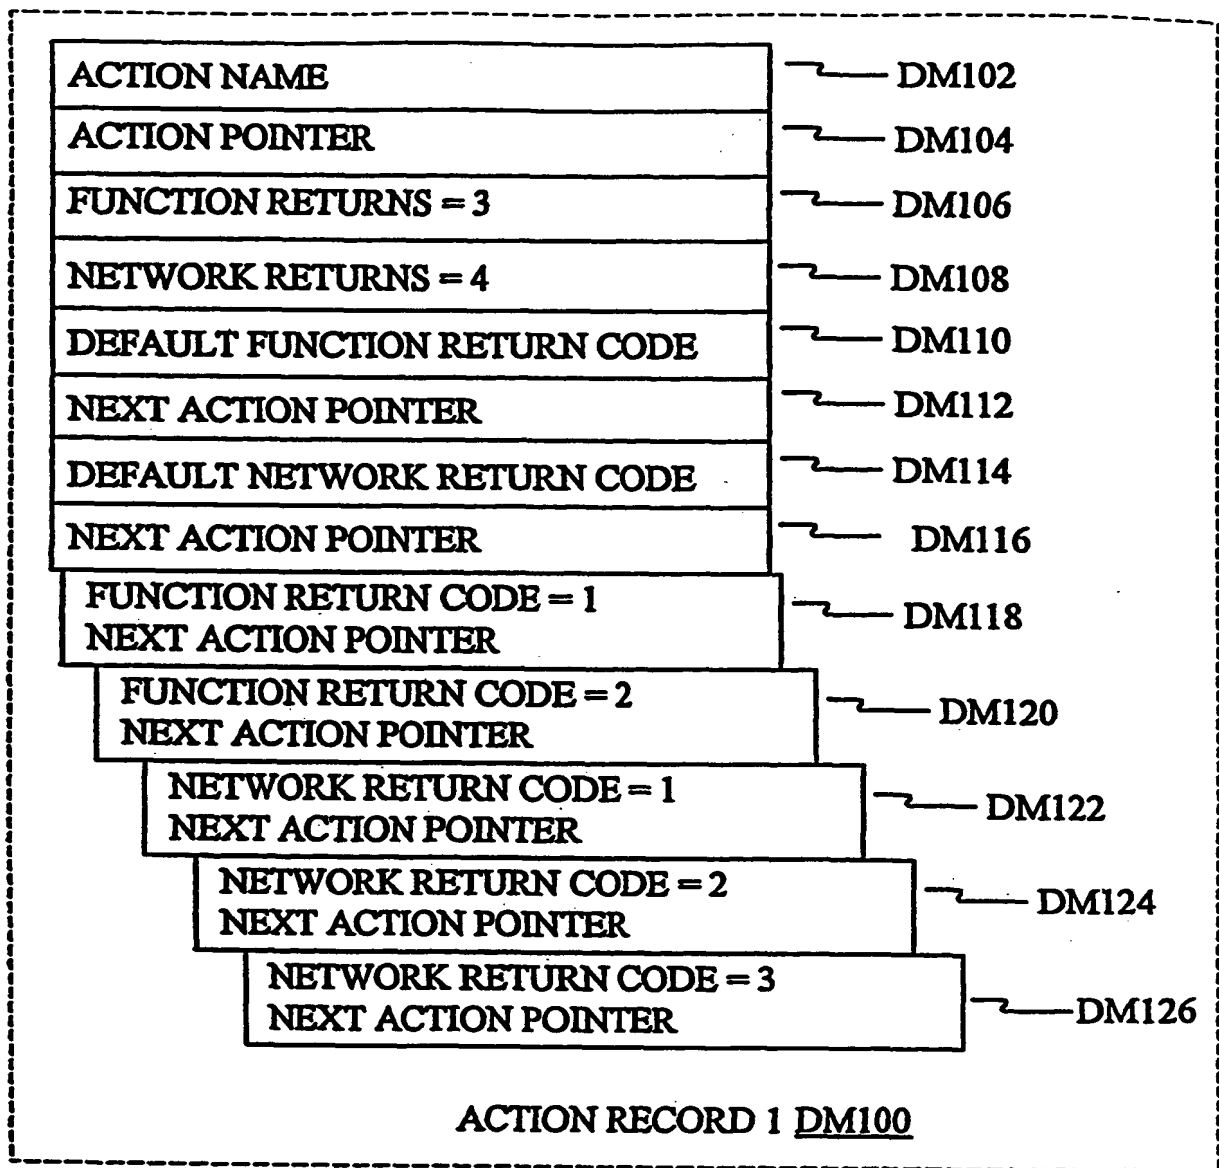 ACTION NAME DM102
ACTION POINTER DM104
FUNCTION RETURNS = 3 DM106
NETWORK RETURNS = 4 DM108
DEFAULT FUNCTION RETURN CODE DM110
NEXT ACTION POINTER DM112
DEFAULT NETWORK RETURN CODE DM114
NEXT ACTION POINTER DM116
FUNCTION RETURN CODE = 1
NEXT ACTION POINTER DM118
FUNCTION RETURN CODE = 2
NEXT ACTION POINTER DM120
NETWORK RETURN CODE = 1
NEXT ACTION POINTER DM122
NETWORK RETURN CODE = 2
NEXT ACTION POINTER DM124
NETWORK RETURN CODE = 3
NEXT ACTION POINTER DM126
ACTION RECORD 1 DM100